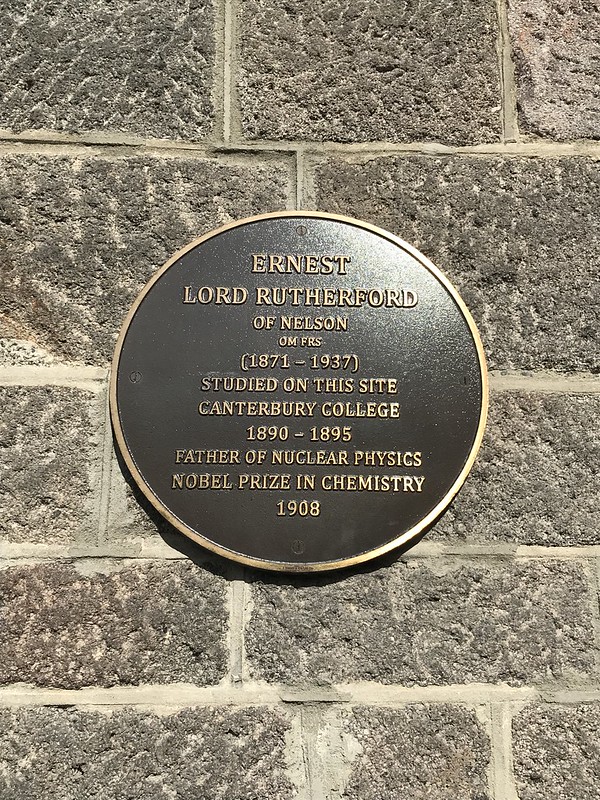 ERNEST
LORD RUTHERFORD
OF NELSON
OM FRS
(1871 – 1937)
STUDIED ON THIS SITE
CANTERBURY COLLEGE
1890 – 1895
FATHER OF NUCLEAR PHYSICS
NOBEL PRIZE IN CHEMISTRY
1908